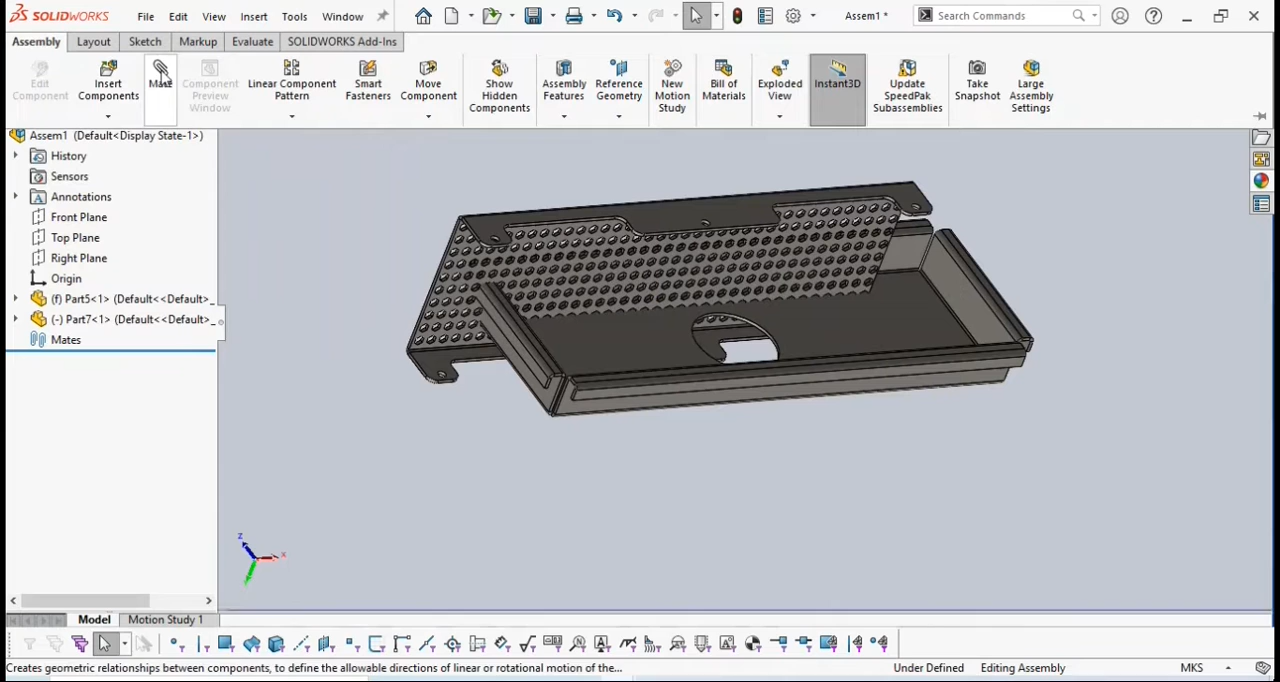 SOLIDWORKS File Edit View Insert Tools Window Assem1 * Search Commands
Assembly Layout Sketch Markup Evaluate SOLIDWORKS Add-Ins
Edit Component
Insert Components
Mate
Component Preview Window
Linear Component Pattern
Smart Fasteners
Move Component
Show Hidden Components
Assembly Features
Reference Geometry
New Motion Study
Bill of Materials
Exploded View
Instant3D
Update SpeedPak Subassemblies
Take Snapshot
Large Assembly Settings
Assem1 (Default<Display State-1>)
History
Sensors
Annotations
Front Plane
Top Plane
Right Plane
Origin
(f) Part5<1> (Default<<Default>_
(-) Part7<1> (Default<<Default>_
Mates
z
x
Model Motion Study 1
Creates geometric relationships between components, to define the allowable directions of linear or rotational motion of the... Under Defined Editing Assembly MKS